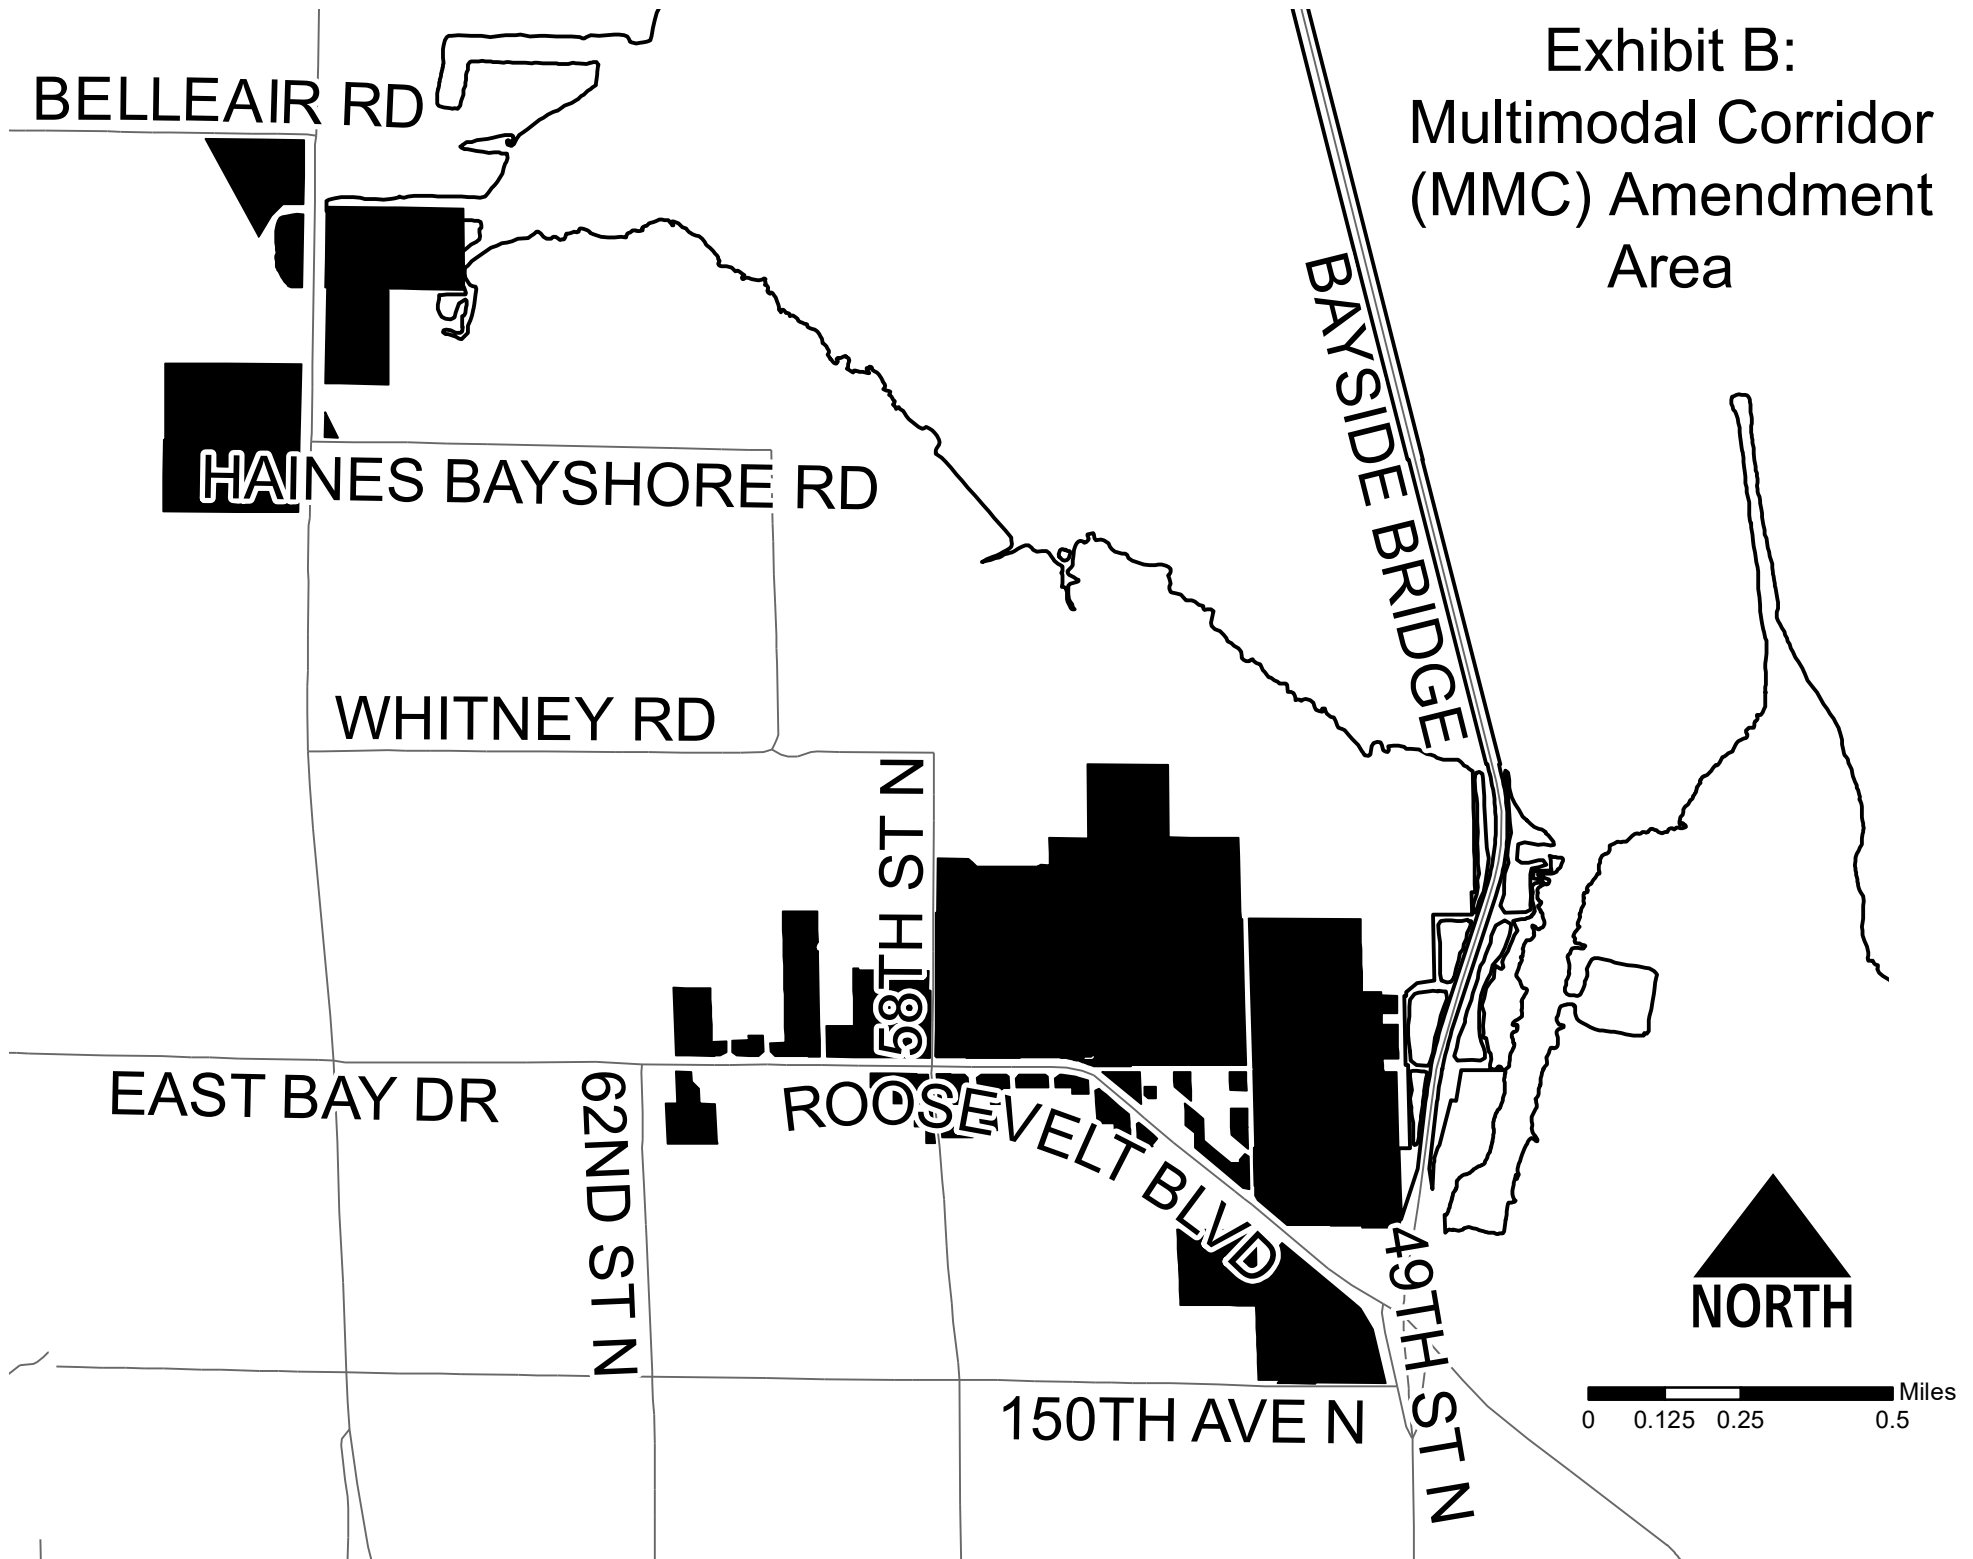 Exhibit B:
Multimodal Corridor
(MMC) Amendment
Area
BELLEAIR RD
BAYSIDE BRIDGE
HAINES BAYSHORE RD
WHITNEY RD
58TH ST N
EAST BAY DR
62ND ST N
ROOSEVELT BLVD
49TH ST N
150TH AVE N
NORTH
Miles
0 0.125 0.25 0.5